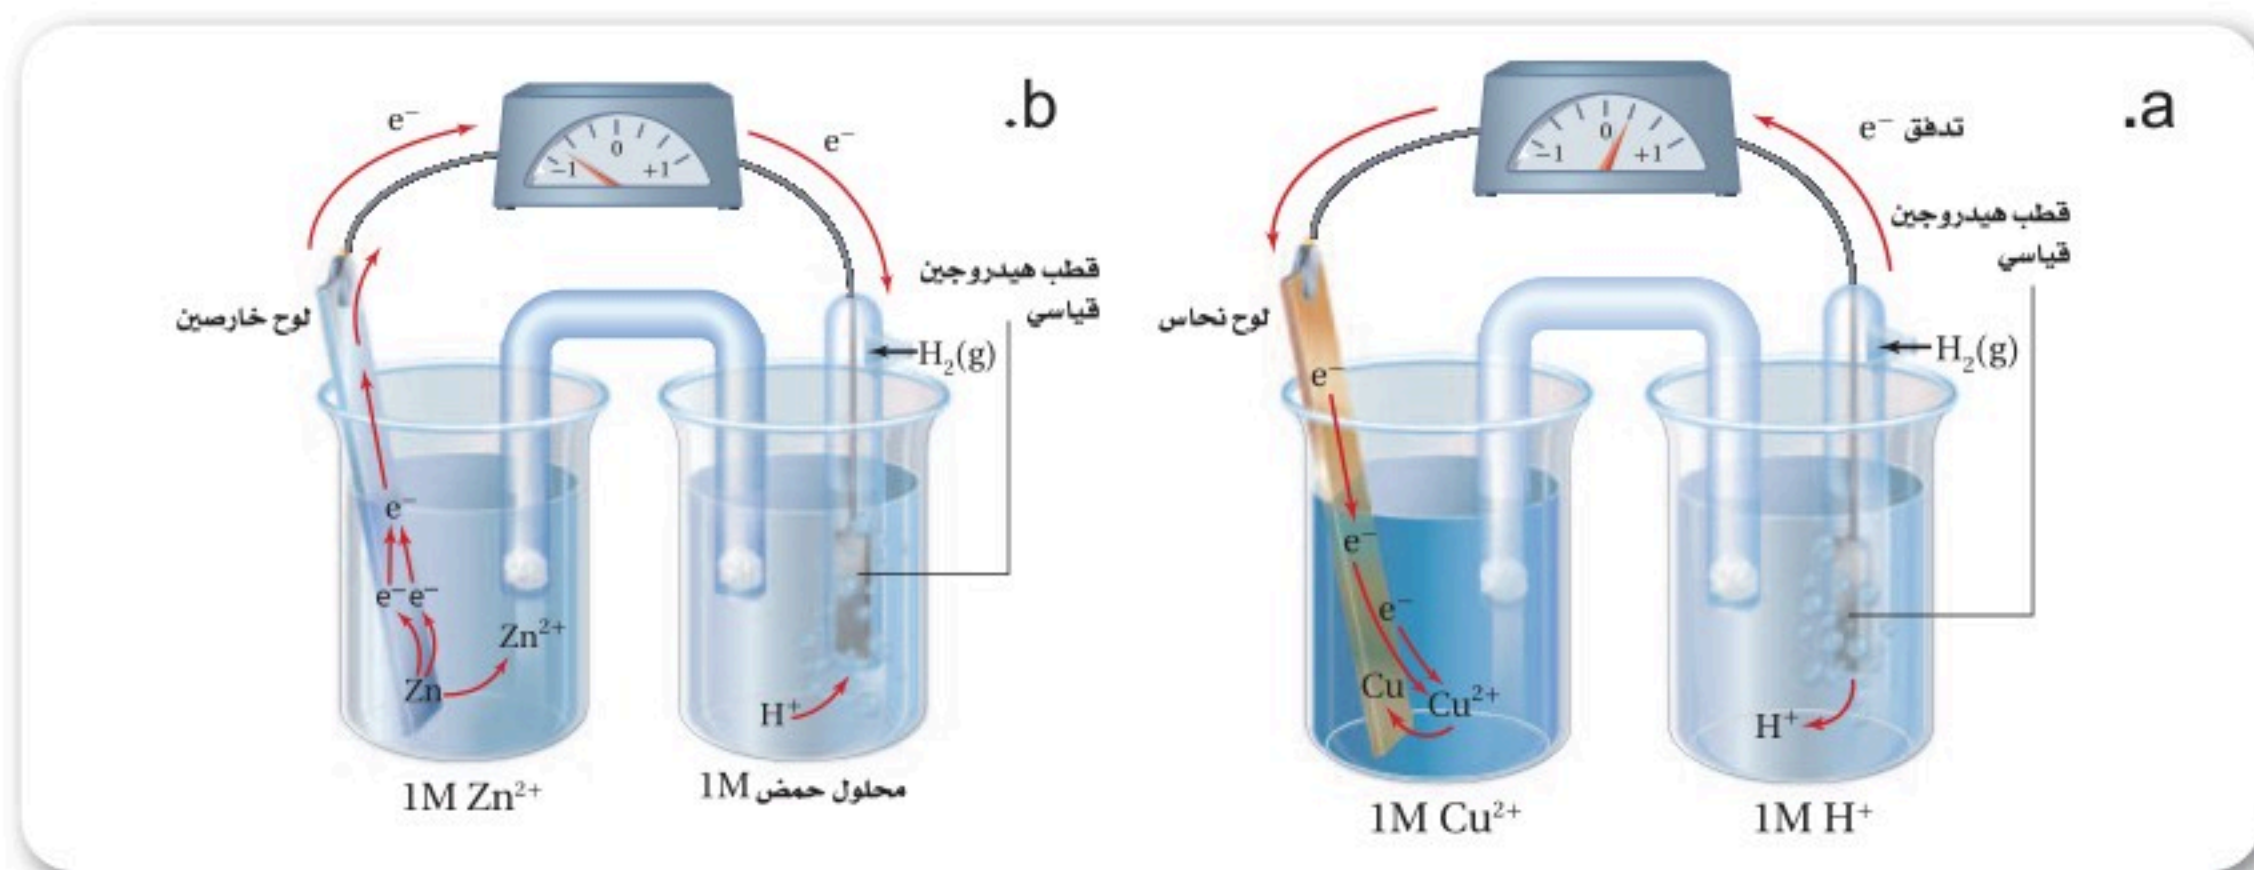 .a
تدفق e⁻
-1 0 +1
قطب هيدروجين
قياسي
لوح نحاس
H₂(g)
e⁻
e⁻
e⁻
Cu
Cu²⁺
H⁺
1M Cu²⁺
1M H⁺
.b
e⁻
e⁻
-1 0 +1
قطب هيدروجين
قياسي
لوح خارصين
H₂(g)
e⁻
e⁻ e⁻
Zn²⁺
Zn
H⁺
1M Zn²⁺
محلول حمض 1M